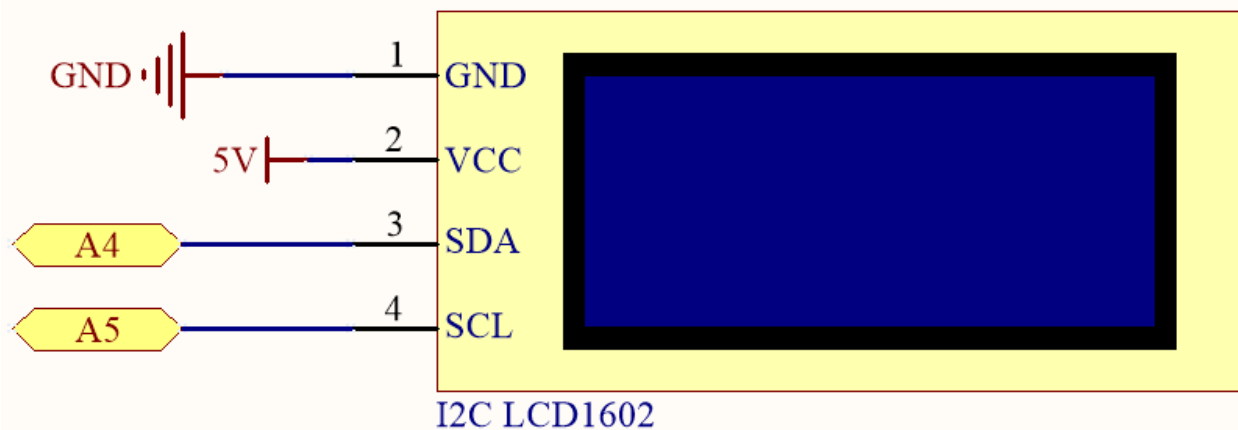 GND 1 GND
5V 2 VCC
A4 3 SDA
A5 4 SCL
I2C LCD1602